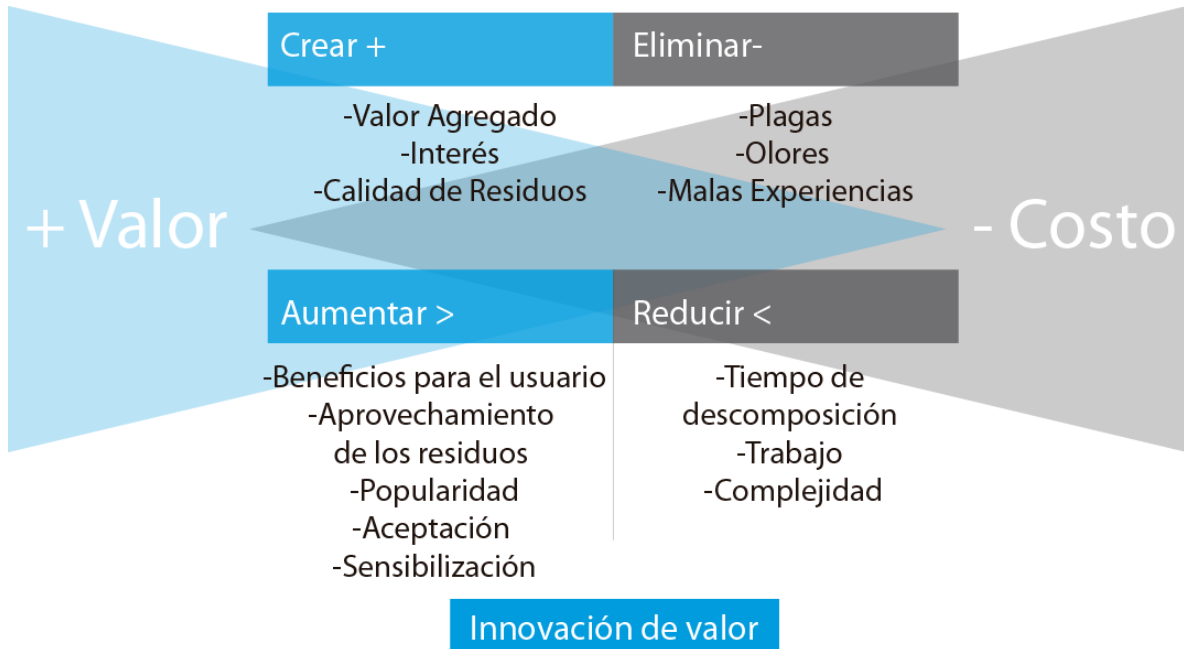 Crear +
Eliminar-
-Valor Agregado
-Interés
-Calidad de Residuos
-Plagas
-Olores
-Malas Experiencias
+ Valor
- Costo
Aumentar >
Reducir <
-Beneficios para el usuario
-Aprovechamiento
de los residuos
-Popularidad
-Aceptación
-Sensibilización
-Tiempo de
descomposición
-Trabajo
-Complejidad
Innovación de valor